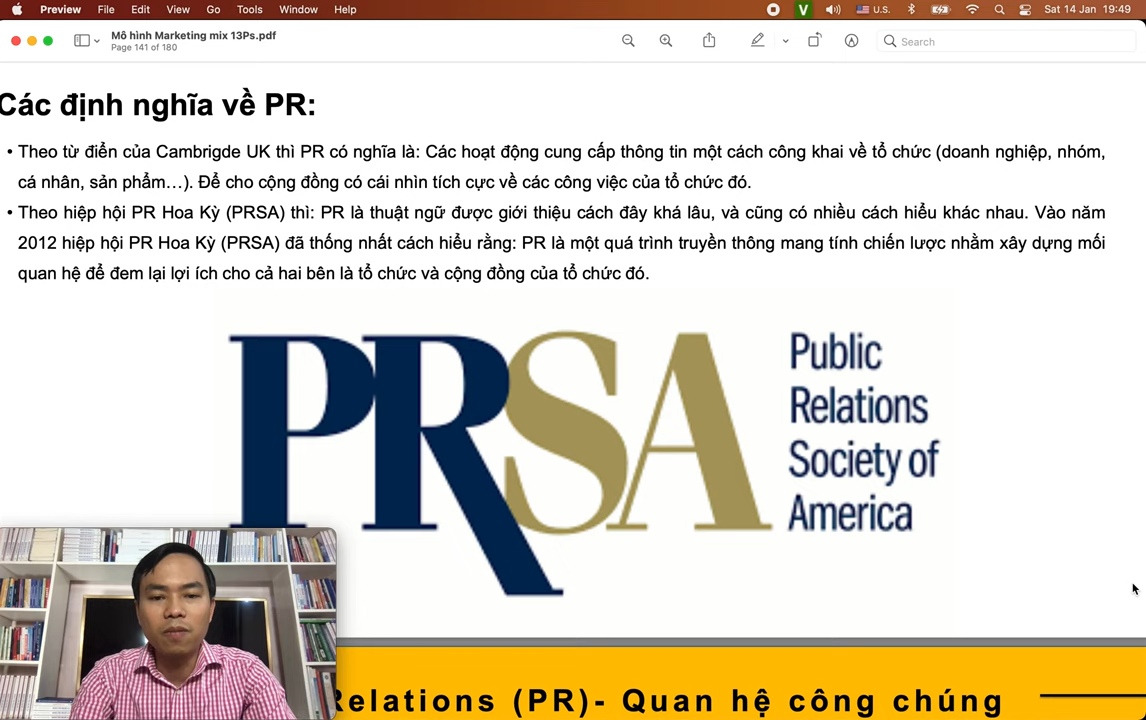 Preview File Edit View Go Tools Window Help V U.S. Sat 14 Jan 19:49
Mô hình Marketing mix 13Ps.pdf
Page 141 of 180
Search
Các định nghĩa về PR:
• Theo từ điển của Cambrigde UK thì PR có nghĩa là: Các hoạt động cung cấp thông tin một cách công khai về tổ chức (doanh nghiệp, nhóm,
cá nhân, sản phẩm…). Để cho cộng đồng có cái nhìn tích cực về các công việc của tổ chức đó.
• Theo hiệp hội PR Hoa Kỳ (PRSA) thì: PR là thuật ngữ được giới thiệu cách đây khá lâu, và cũng có nhiều cách hiểu khác nhau. Vào năm
2012 hiệp hội PR Hoa Kỳ (PRSA) đã thống nhất cách hiểu rằng: PR là một quá trình truyền thông mang tính chiến lược nhằm xây dựng mối
quan hệ để đem lại lợi ích cho cả hai bên là tổ chức và cộng đồng của tổ chức đó.
PRSA
Public
Relations
Society of
America
Relations (PR)- Quan hệ công chúng